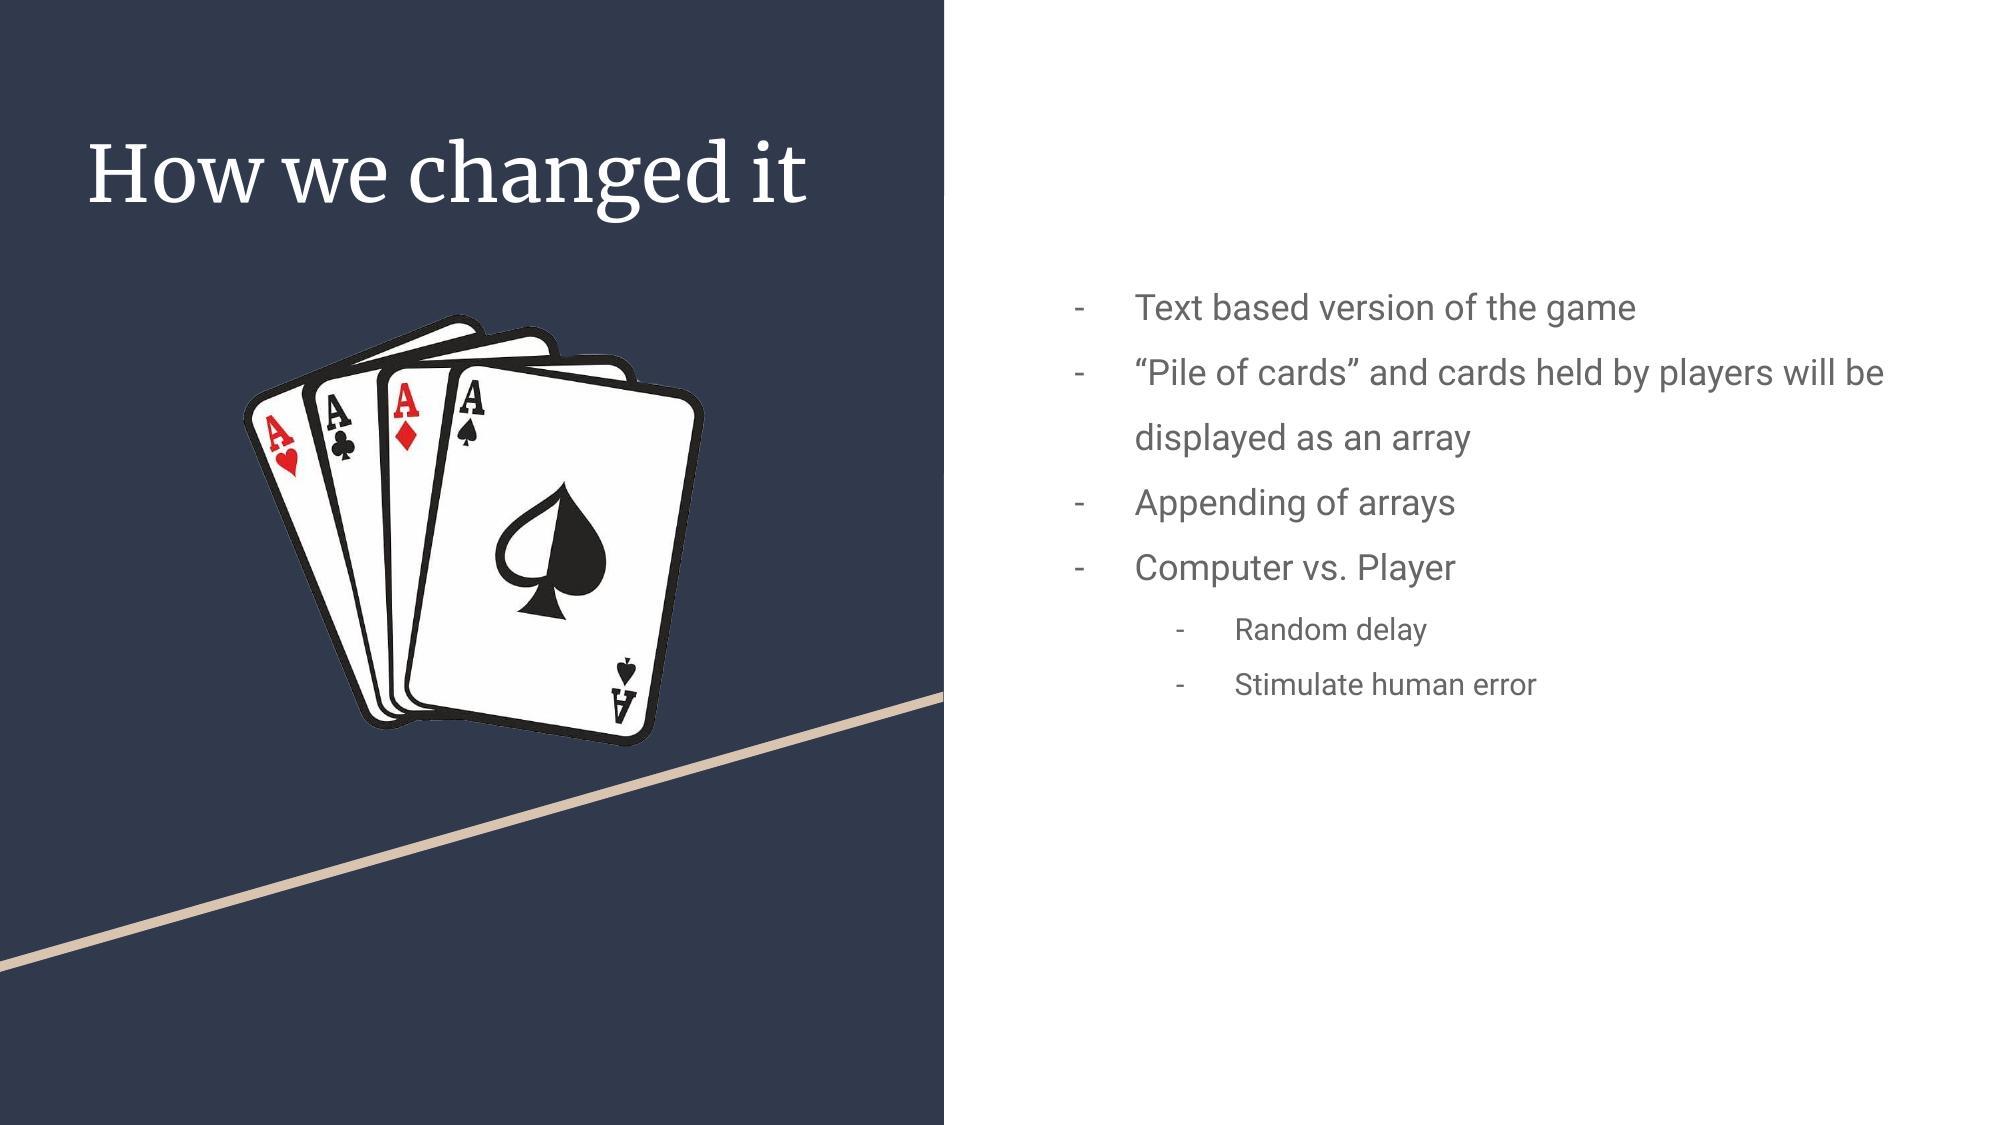 How we changed it
A
A
A
A
A
- Text based version of the game
- “Pile of cards” and cards held by players will be
displayed as an array
- Appending of arrays
- Computer vs. Player
- Random delay
- Stimulate human error